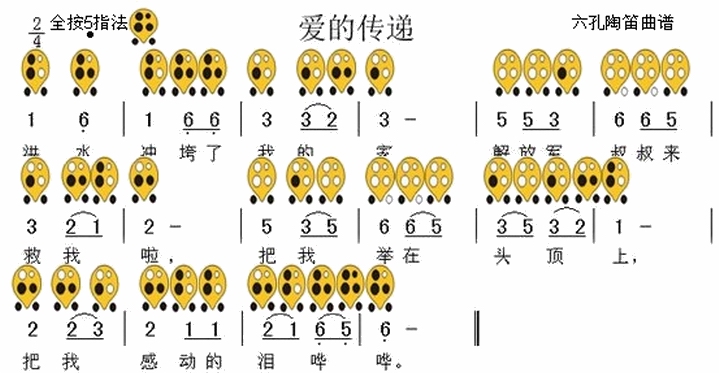 2/4 全按5指法 爱的传递 六孔陶笛曲谱
1 6 | 1 6 6 | 3 3 2 | 3 - | 5 5 3 | 6 6 5 |
洪 水 冲 垮 了 我 的 家 解 放 军 叔 叔 来
3 2 1 | 2 - | 5 3 5 | 6 6 5 | 3 5 3 2 | 1 - |
救 我 啦， 把 我 举 在 头 顶 上，
2 2 3 | 2 1 1 | 2 1 6 5 | 6 - ‖
把 我 感 动 的 泪 哗 哗。